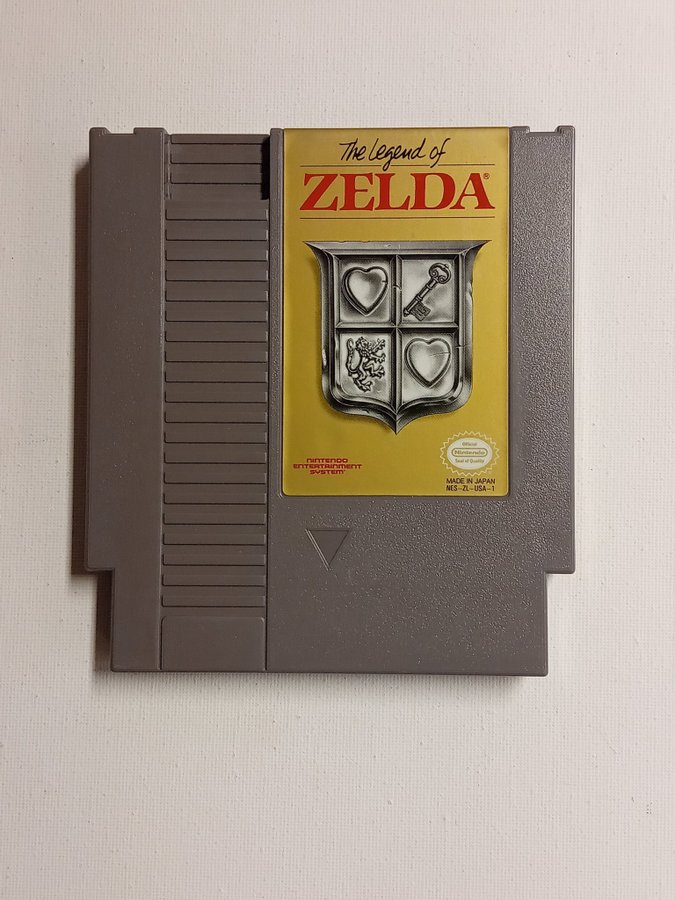 The Legend of
ZELDA®
NINTENDO
ENTERTAINMENT
SYSTEM®
Official
Nintendo
Seal of Quality
MADE IN JAPAN
NES-ZL-USA-1